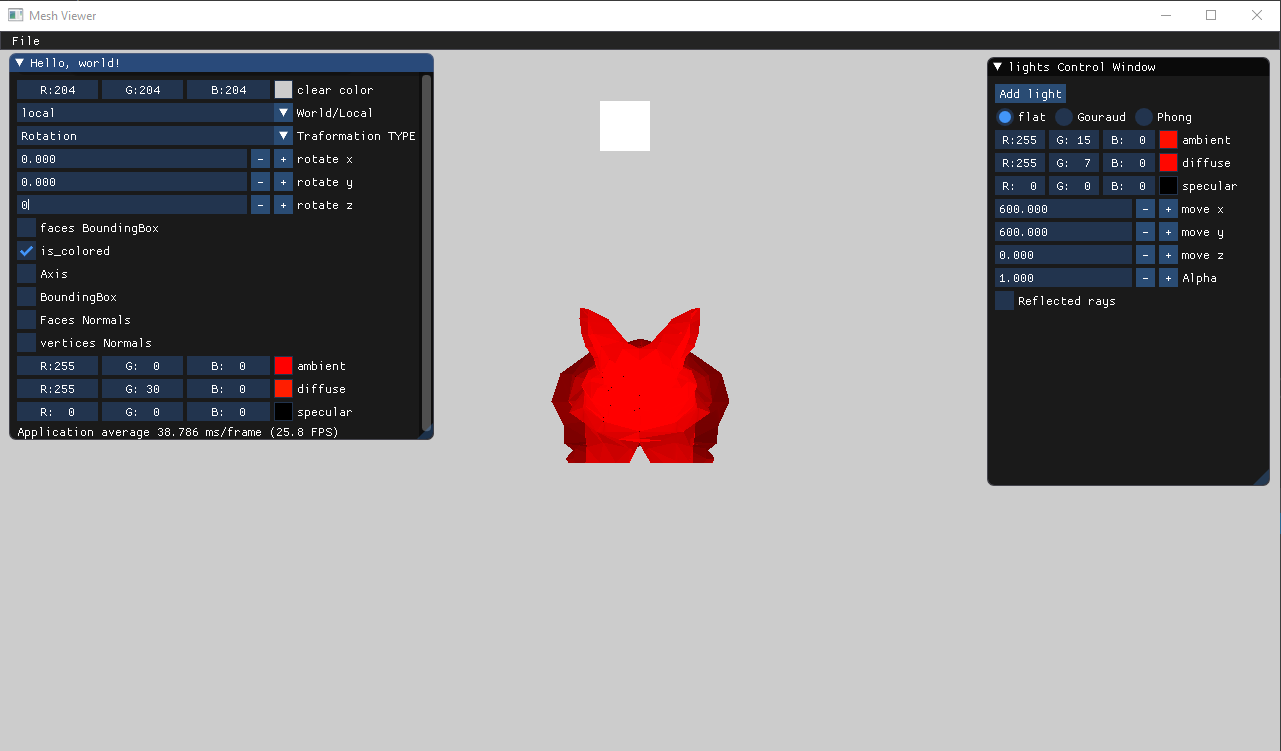 Mesh Viewer
File
Hello, world!
R:204 G:204 B:204 clear color
local World/Local
Rotation Traformation TYPE
0.000 - + rotate x
0.000 - + rotate y
0 - + rotate z
faces BoundingBox
is_colored
Axis
BoundingBox
Faces Normals
vertices Normals
R:255 G: 0 B: 0 ambient
R:255 G: 30 B: 0 diffuse
R: 0 G: 0 B: 0 specular
Application average 38.786 ms/frame (25.8 FPS)
lights Control Window
Add light
flat Gouraud Phong
R:255 G: 15 B: 0 ambient
R:255 G: 7 B: 0 diffuse
R: 0 G: 0 B: 0 specular
600.000 - + move x
600.000 - + move y
0.000 - + move z
1.000 - + Alpha
Reflected rays